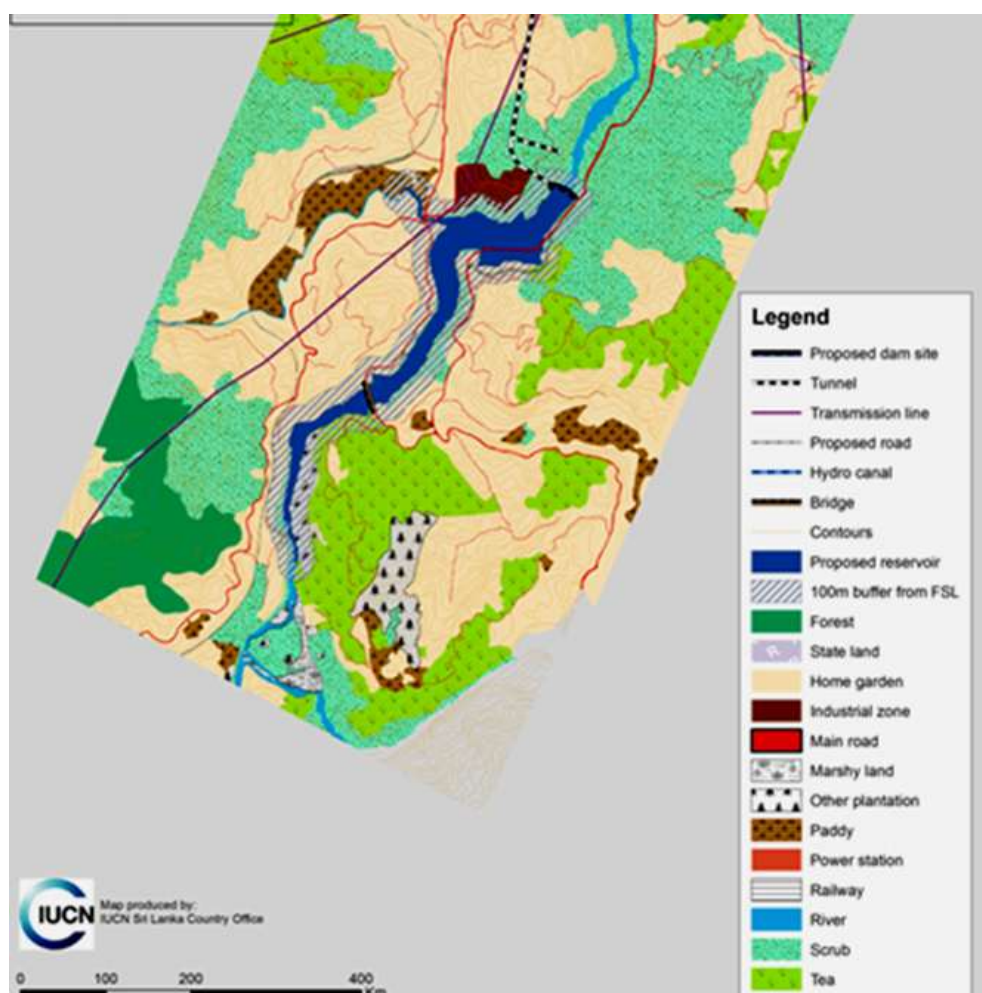 Legend
Proposed dam site
Tunnel
Transmission line
Proposed road
Hydro canal
Bridge
Contours
Proposed reservoir
100m buffer from FSL
Forest
State land
Home garden
Industrial zone
Main road
Marshy land
Other plantation
Paddy
Power station
Railway
River
Scrub
Tea
IUCN
Map produced by:
IUCN Sri Lanka Country Office
0 100 200 400